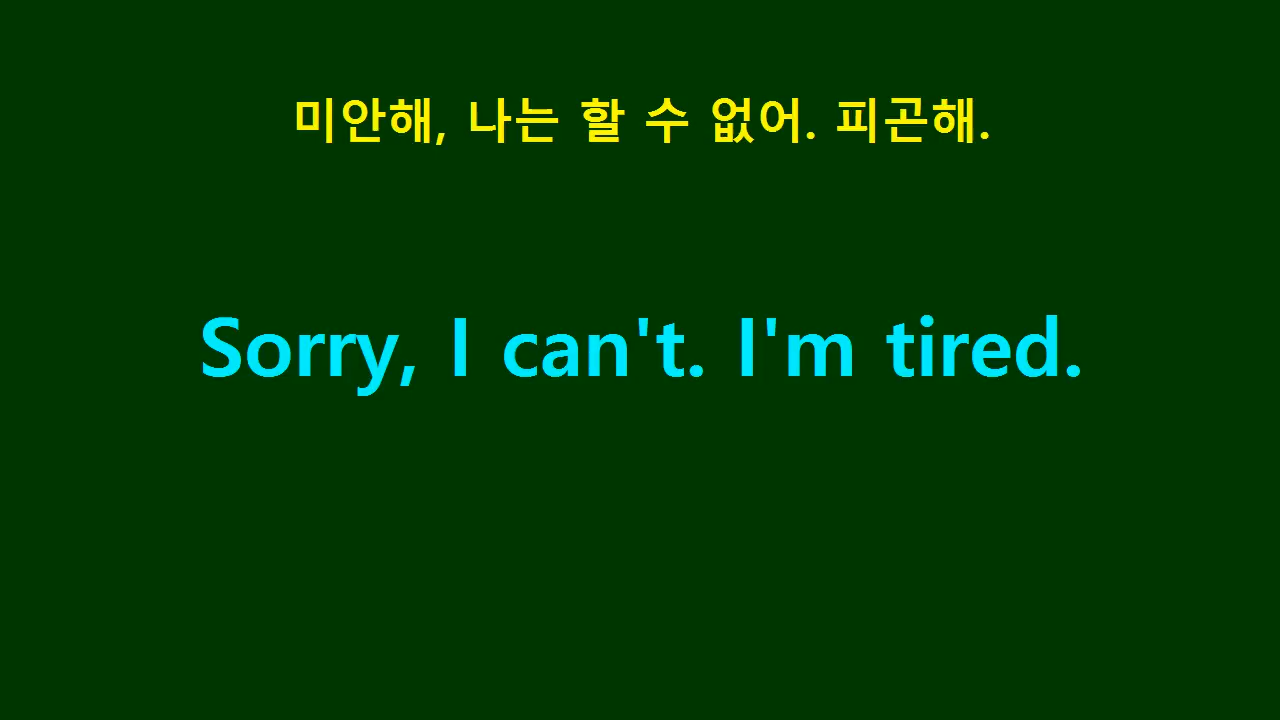 미안해, 나는 할 수 없어. 피곤해.
Sorry, I can't. I'm tired.